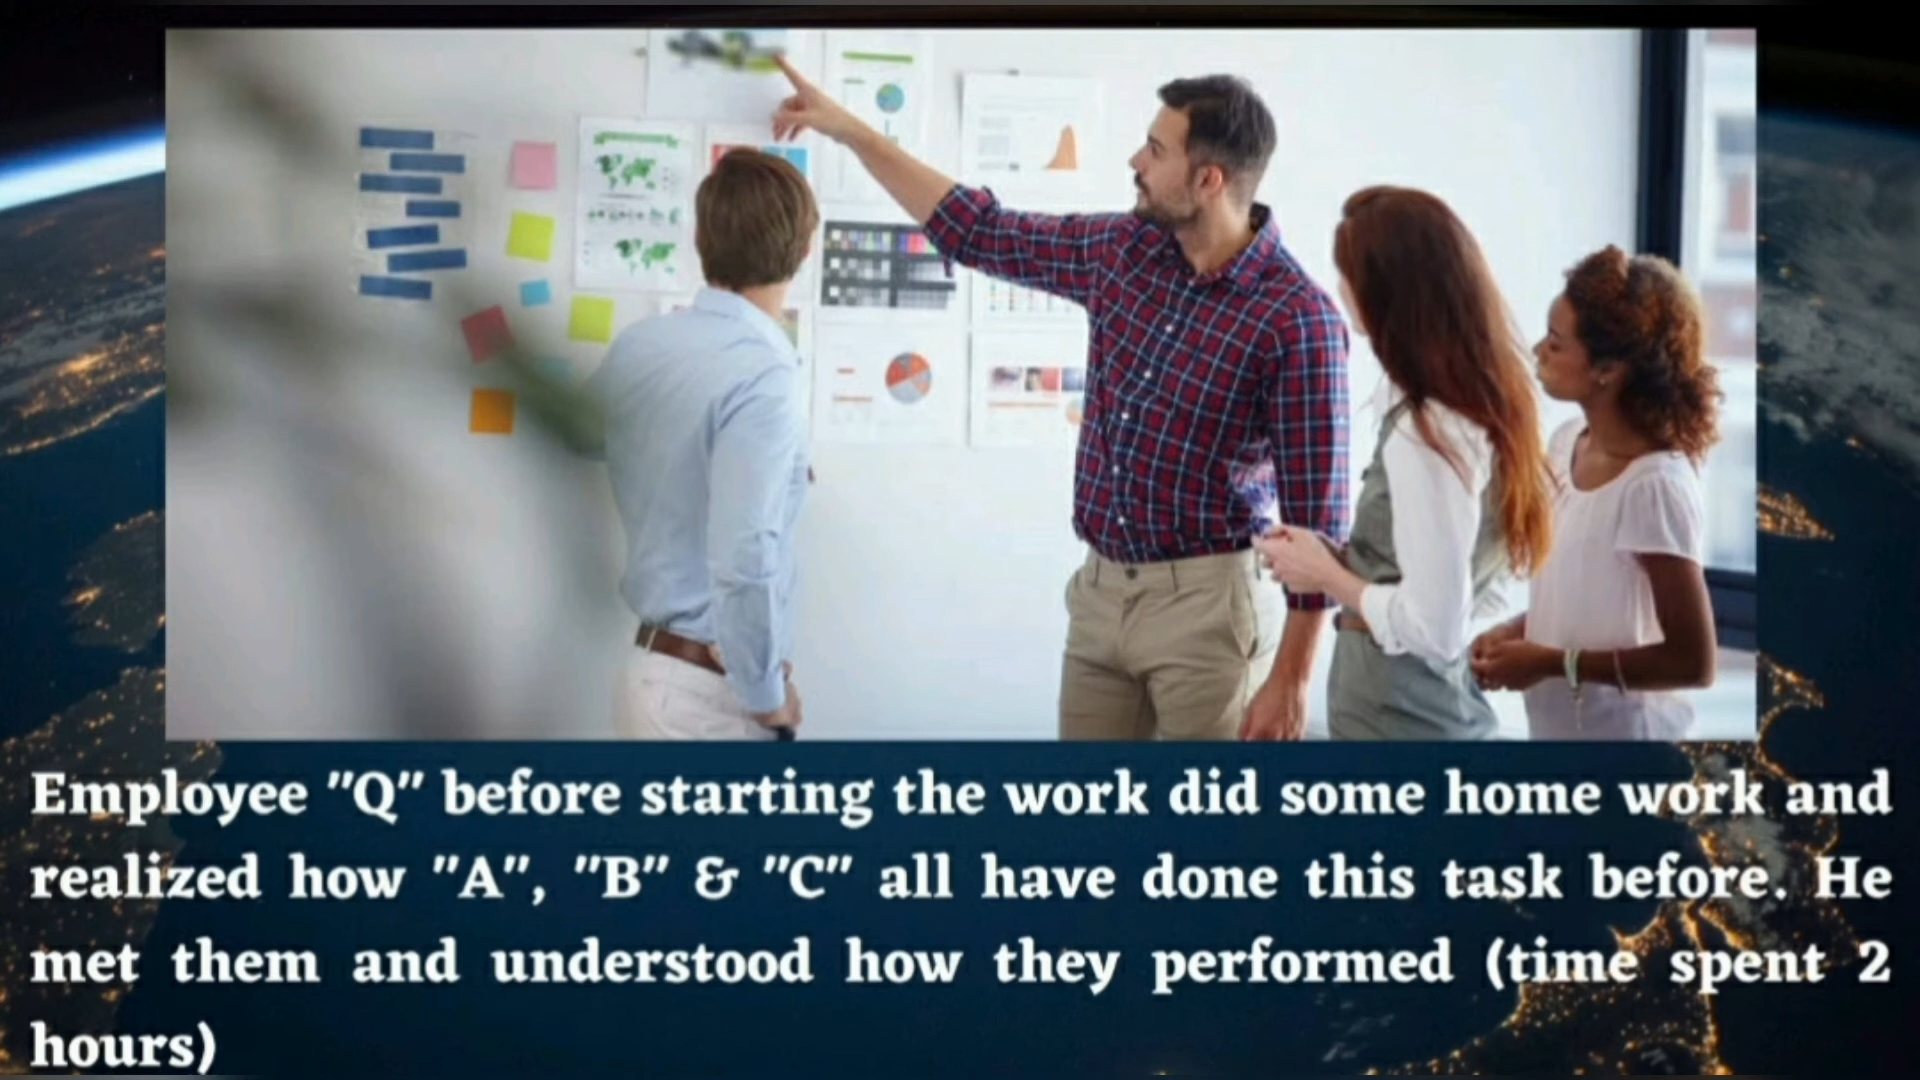 Employee "Q" before starting the work did some home work and
realized how "A", "B" & "C" all have done this task before. He
met them and understood how they performed (time spent 2
hours)